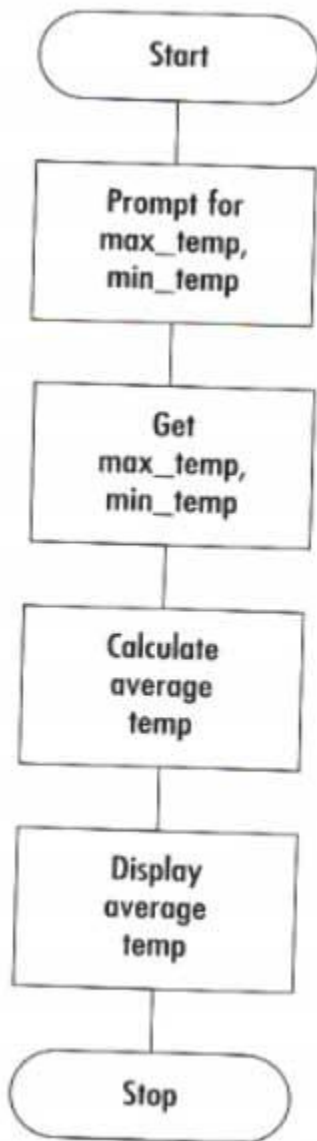 Start
Prompt for
max_temp,
min_temp
Get
max_temp,
min_temp
Calculate
average
temp
Display
average
temp
Stop